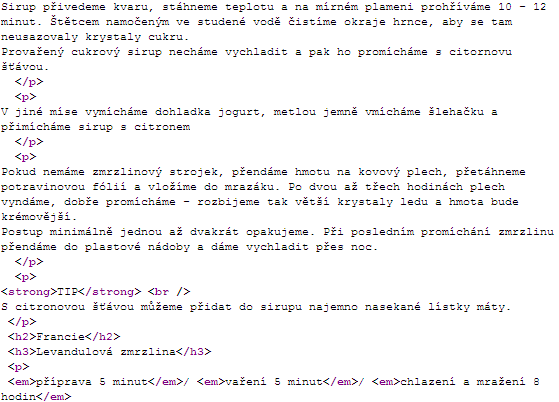 Sirup přivedeme kvaru, stáhneme teplotu a na mírném plameni prohříváme 10 – 12
minut. Štětcem namočeným ve studené vodě čistíme okraje hrnce, aby se tam
neusazovaly krystaly cukru.
Provařený cukrový sirup necháme vychladit a pak ho promícháme s citornovu
šťávou.
</p>
<p>
V jiné míse vymícháme dohladka jogurt, metlou jemně vmícháme šlehačku a
přimícháme sirup s citronem
</p>
<p>
Pokud nemáme zmrzlinový strojek, přendáme hmotu na kovový plech, přetáhneme
potravinovou fólií a vložíme do mrazáku. Po dvou až třech hodinách plech
vyndáme, dobře promícháme – rozbijeme tak větší krystaly ledu a hmota bude
krémovější.
Postup minimálně jednou až dvakrát opakujeme. Při posledním promíchání zmrzlinu
přendáme do plastové nádoby a dáme vychladit přes noc.
</p>
<p>
<strong>TIP</strong> <br />
S citronovou šťávou můžeme přidat do sirupu najemno nasekané lístky máty.
</p>
<h2>Francie</h2>
<h3>Levandulová zmrzlina</h3>
<p>
<em>příprava 5 minut</em>/ <em>vaření 5 minut</em>/ <em>chlazení a mražení 8
hodin</em>